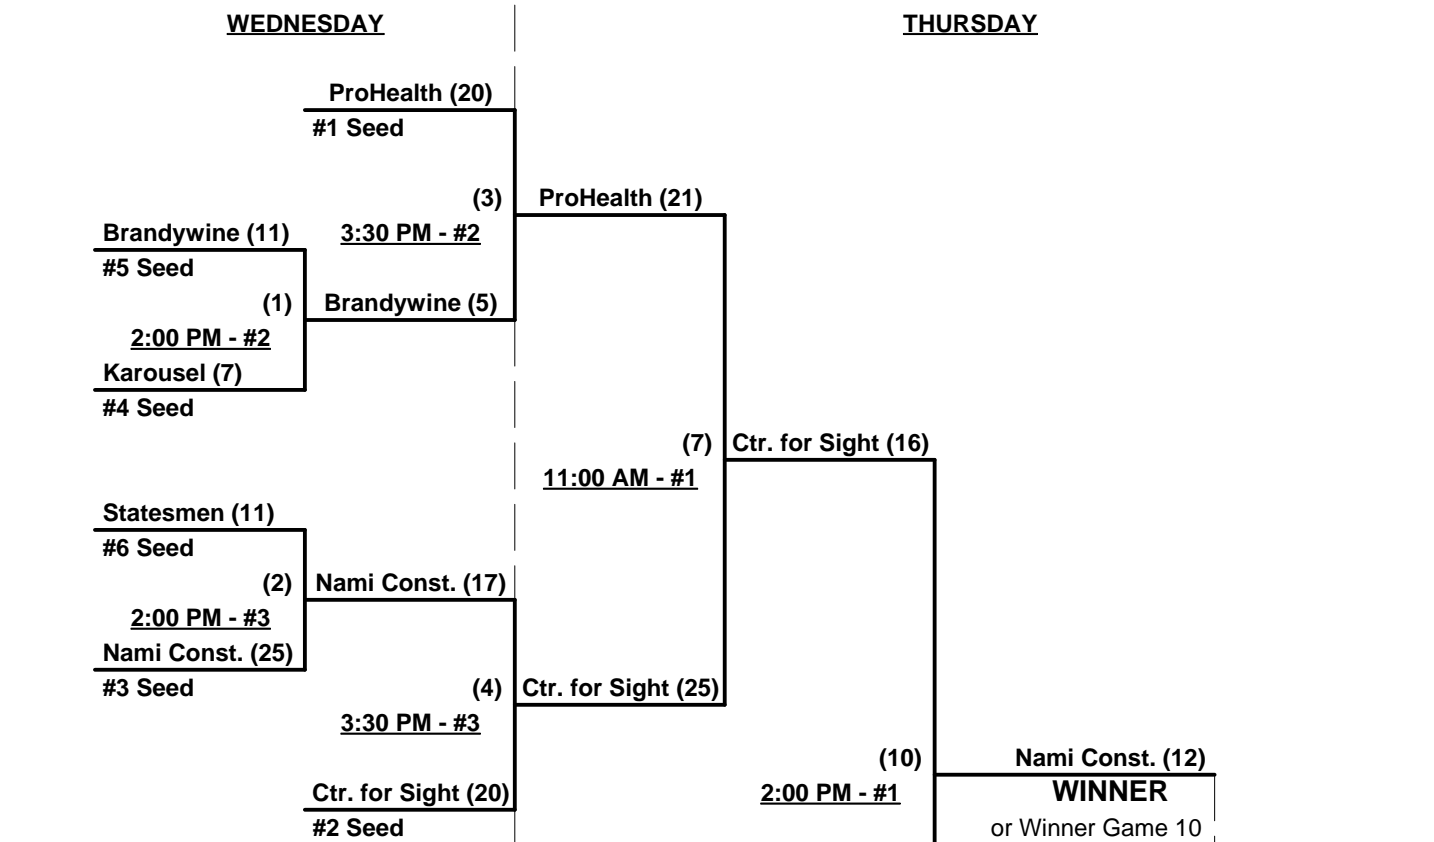 WEDNESDAY
THURSDAY
ProHealth (20)
#1 Seed
(3)
ProHealth (21)
Brandywine (11)
3:30 PM - #2
#5 Seed
(1)
Brandywine (5)
2:00 PM - #2
Karousel (7)
#4 Seed
(7)
Ctr. for Sight (16)
11:00 AM - #1
Statesmen (11)
#6 Seed
(2)
Nami Const. (17)
2:00 PM - #3
Nami Const. (25)
#3 Seed
(4)
Ctr. for Sight (25)
3:30 PM - #3
(10)
Nami Const. (12)
Ctr. for Sight (20)
2:00 PM - #1
WINNER
#2 Seed
or Winner Game 10